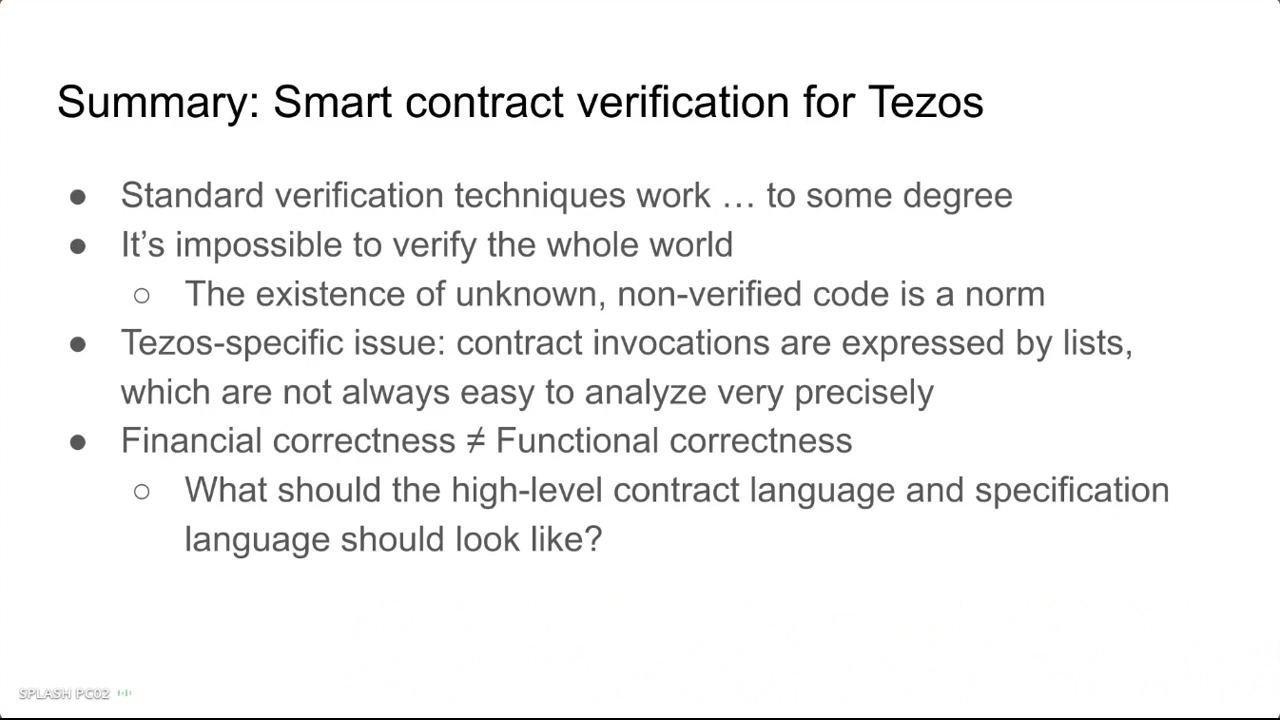 Summary: Smart contract verification for Tezos
● Standard verification techniques work … to some degree
● It’s impossible to verify the whole world
○ The existence of unknown, non-verified code is a norm
● Tezos-specific issue: contract invocations are expressed by lists,
which are not always easy to analyze very precisely
● Financial correctness ≠ Functional correctness
○ What should the high-level contract language and specification
language should look like?
SPLASH PC02